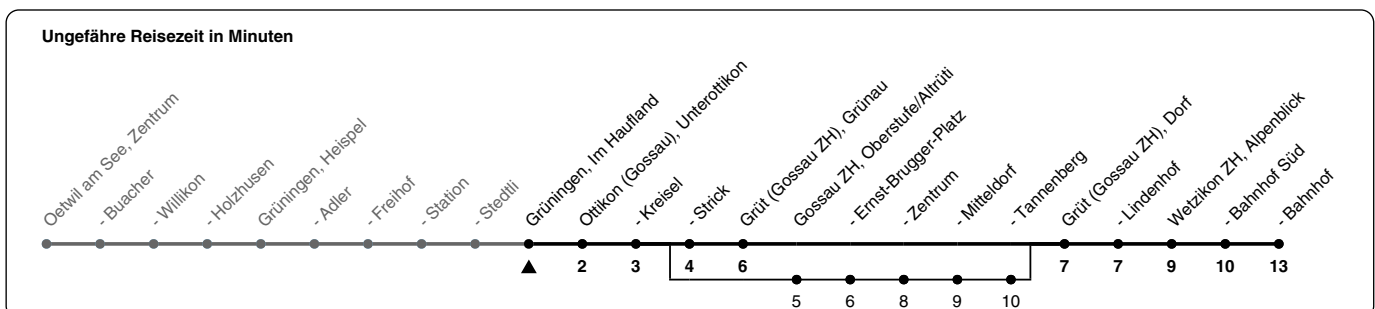 Ungefähre Reisezeit in Minuten
Oetwil am See, Zentrum
- Buacher
- Willikon
- Holzhusen
Grüningen, Heispel
- Adler
- Freihof
- Station
- Stedtli
Grüningen, Im Haufland
Ottikon (Gossau), Unterottikon
- Kreisel
- Strick
Grüt (Gossau ZH), Grünau
Gossau ZH, Oberstufe/Altrüti
- Ernst-Brugger-Platz
- Zentrum
- Mitteldorf
- Tannenberg
Grüt (Gossau ZH), Dorf
- Lindenhof
Wetzikon ZH, Alpenblick
- Bahnhof Süd
- Bahnhof
2 3 4 6 7 7 9 10 13
5 6 8 9 10